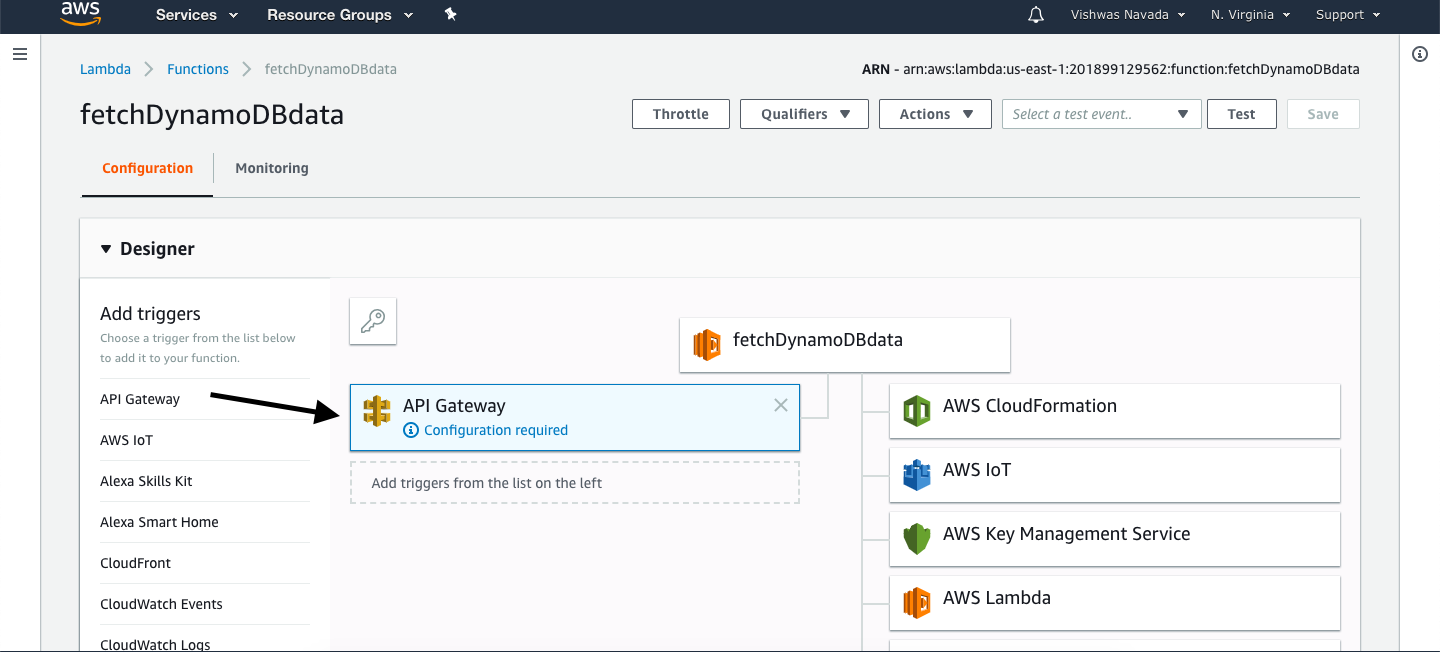 aws
Services
Resource Groups
Vishwas Navada
N. Virginia
Support
Lambda
Functions
fetchDynamoDBdata
ARN - arn:aws:lambda:us-east-1:201899129562:function:fetchDynamoDBdata
fetchDynamoDBdata
Throttle
Qualifiers
Actions
Select a test event..
Test
Save
Configuration
Monitoring
Designer
Add triggers
Choose a trigger from the list below
to add it to your function.
API Gateway
AWS IoT
Alexa Skills Kit
Alexa Smart Home
CloudFront
CloudWatch Events
CloudWatch Logs
fetchDynamoDBdata
API Gateway
Configuration required
Add triggers from the list on the left
AWS CloudFormation
AWS IoT
AWS Key Management Service
AWS Lambda